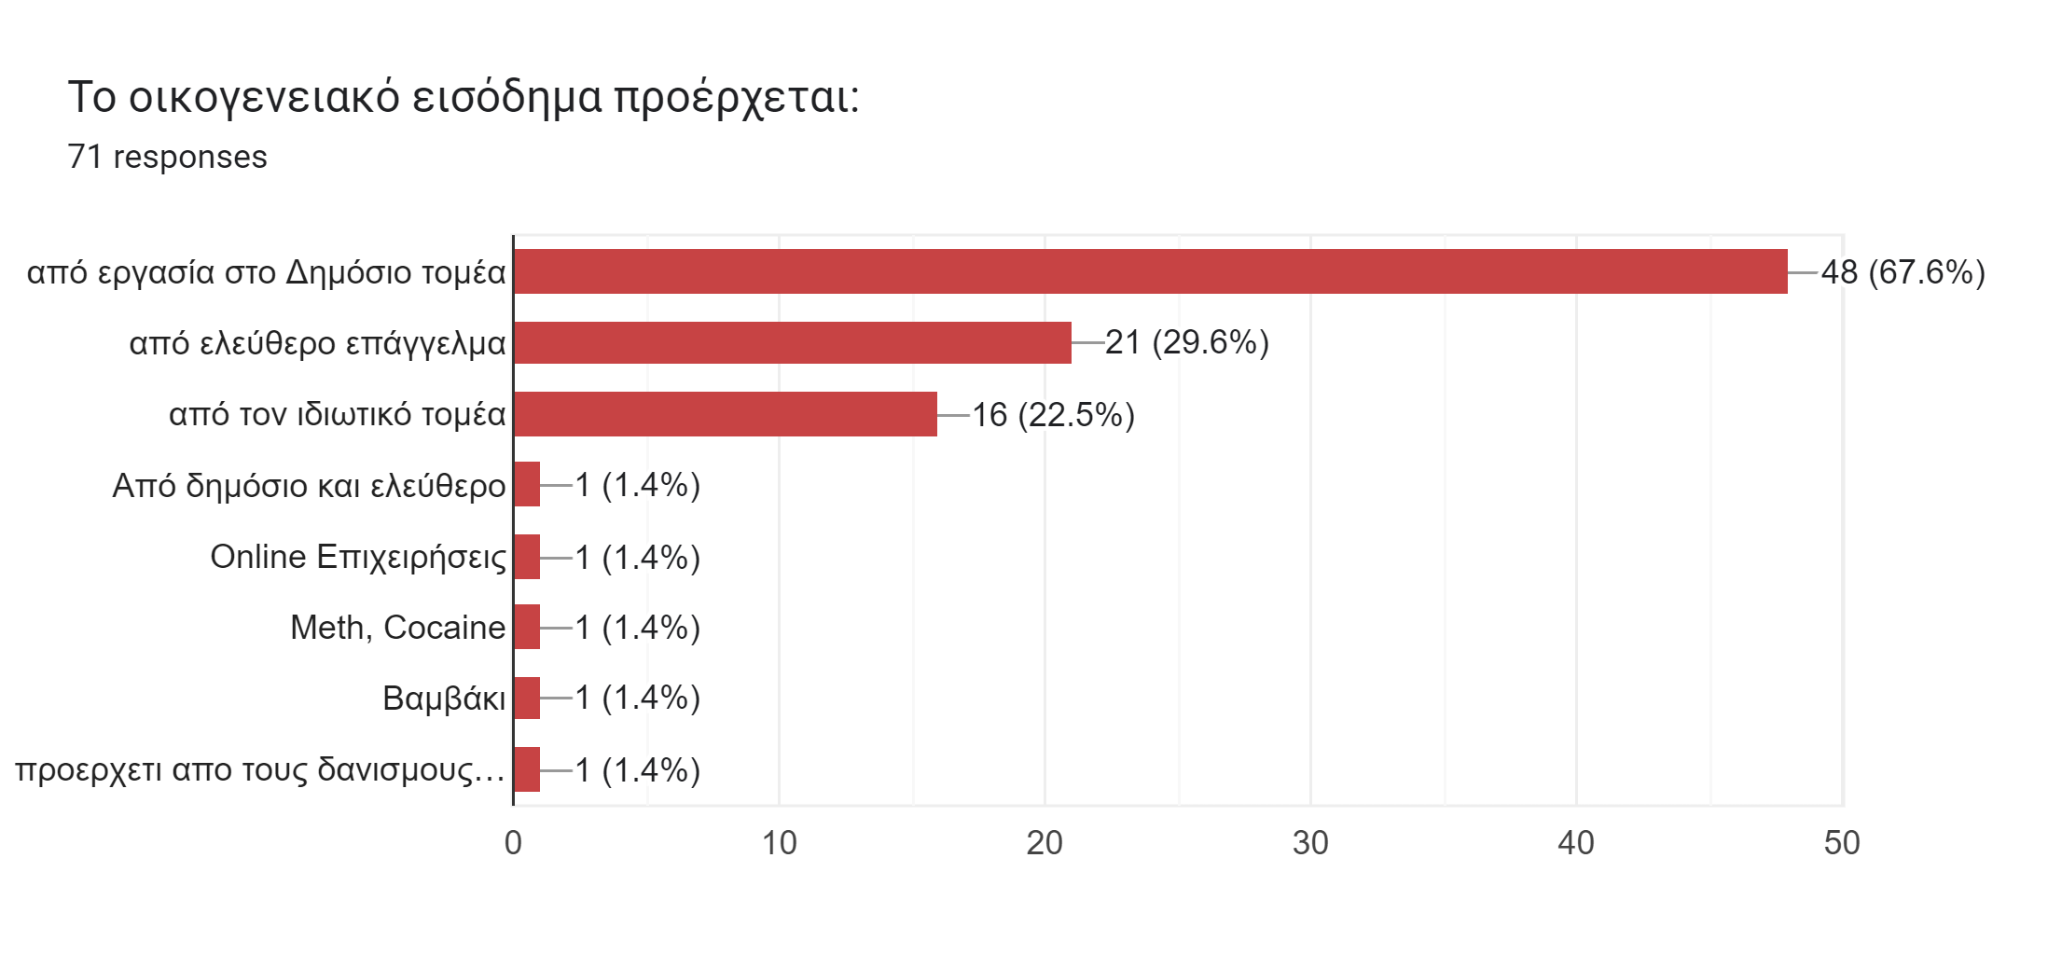 Το οικογενειακό εισόδημα προέρχεται:
71 responses
από εργασία στο Δημόσιο τομέα
48 (67.6%)
από ελεύθερο επάγγελμα
21 (29.6%)
από τον ιδιωτικό τομέα
16 (22.5%)
Από δημόσιο και ελεύθερο
1 (1.4%)
Online Επιχειρήσεις
1 (1.4%)
Meth, Cocaine
1 (1.4%)
Βαμβάκι
1 (1.4%)
προερχετι απο τους δανισμους…
1 (1.4%)
0 10 20 30 40 50